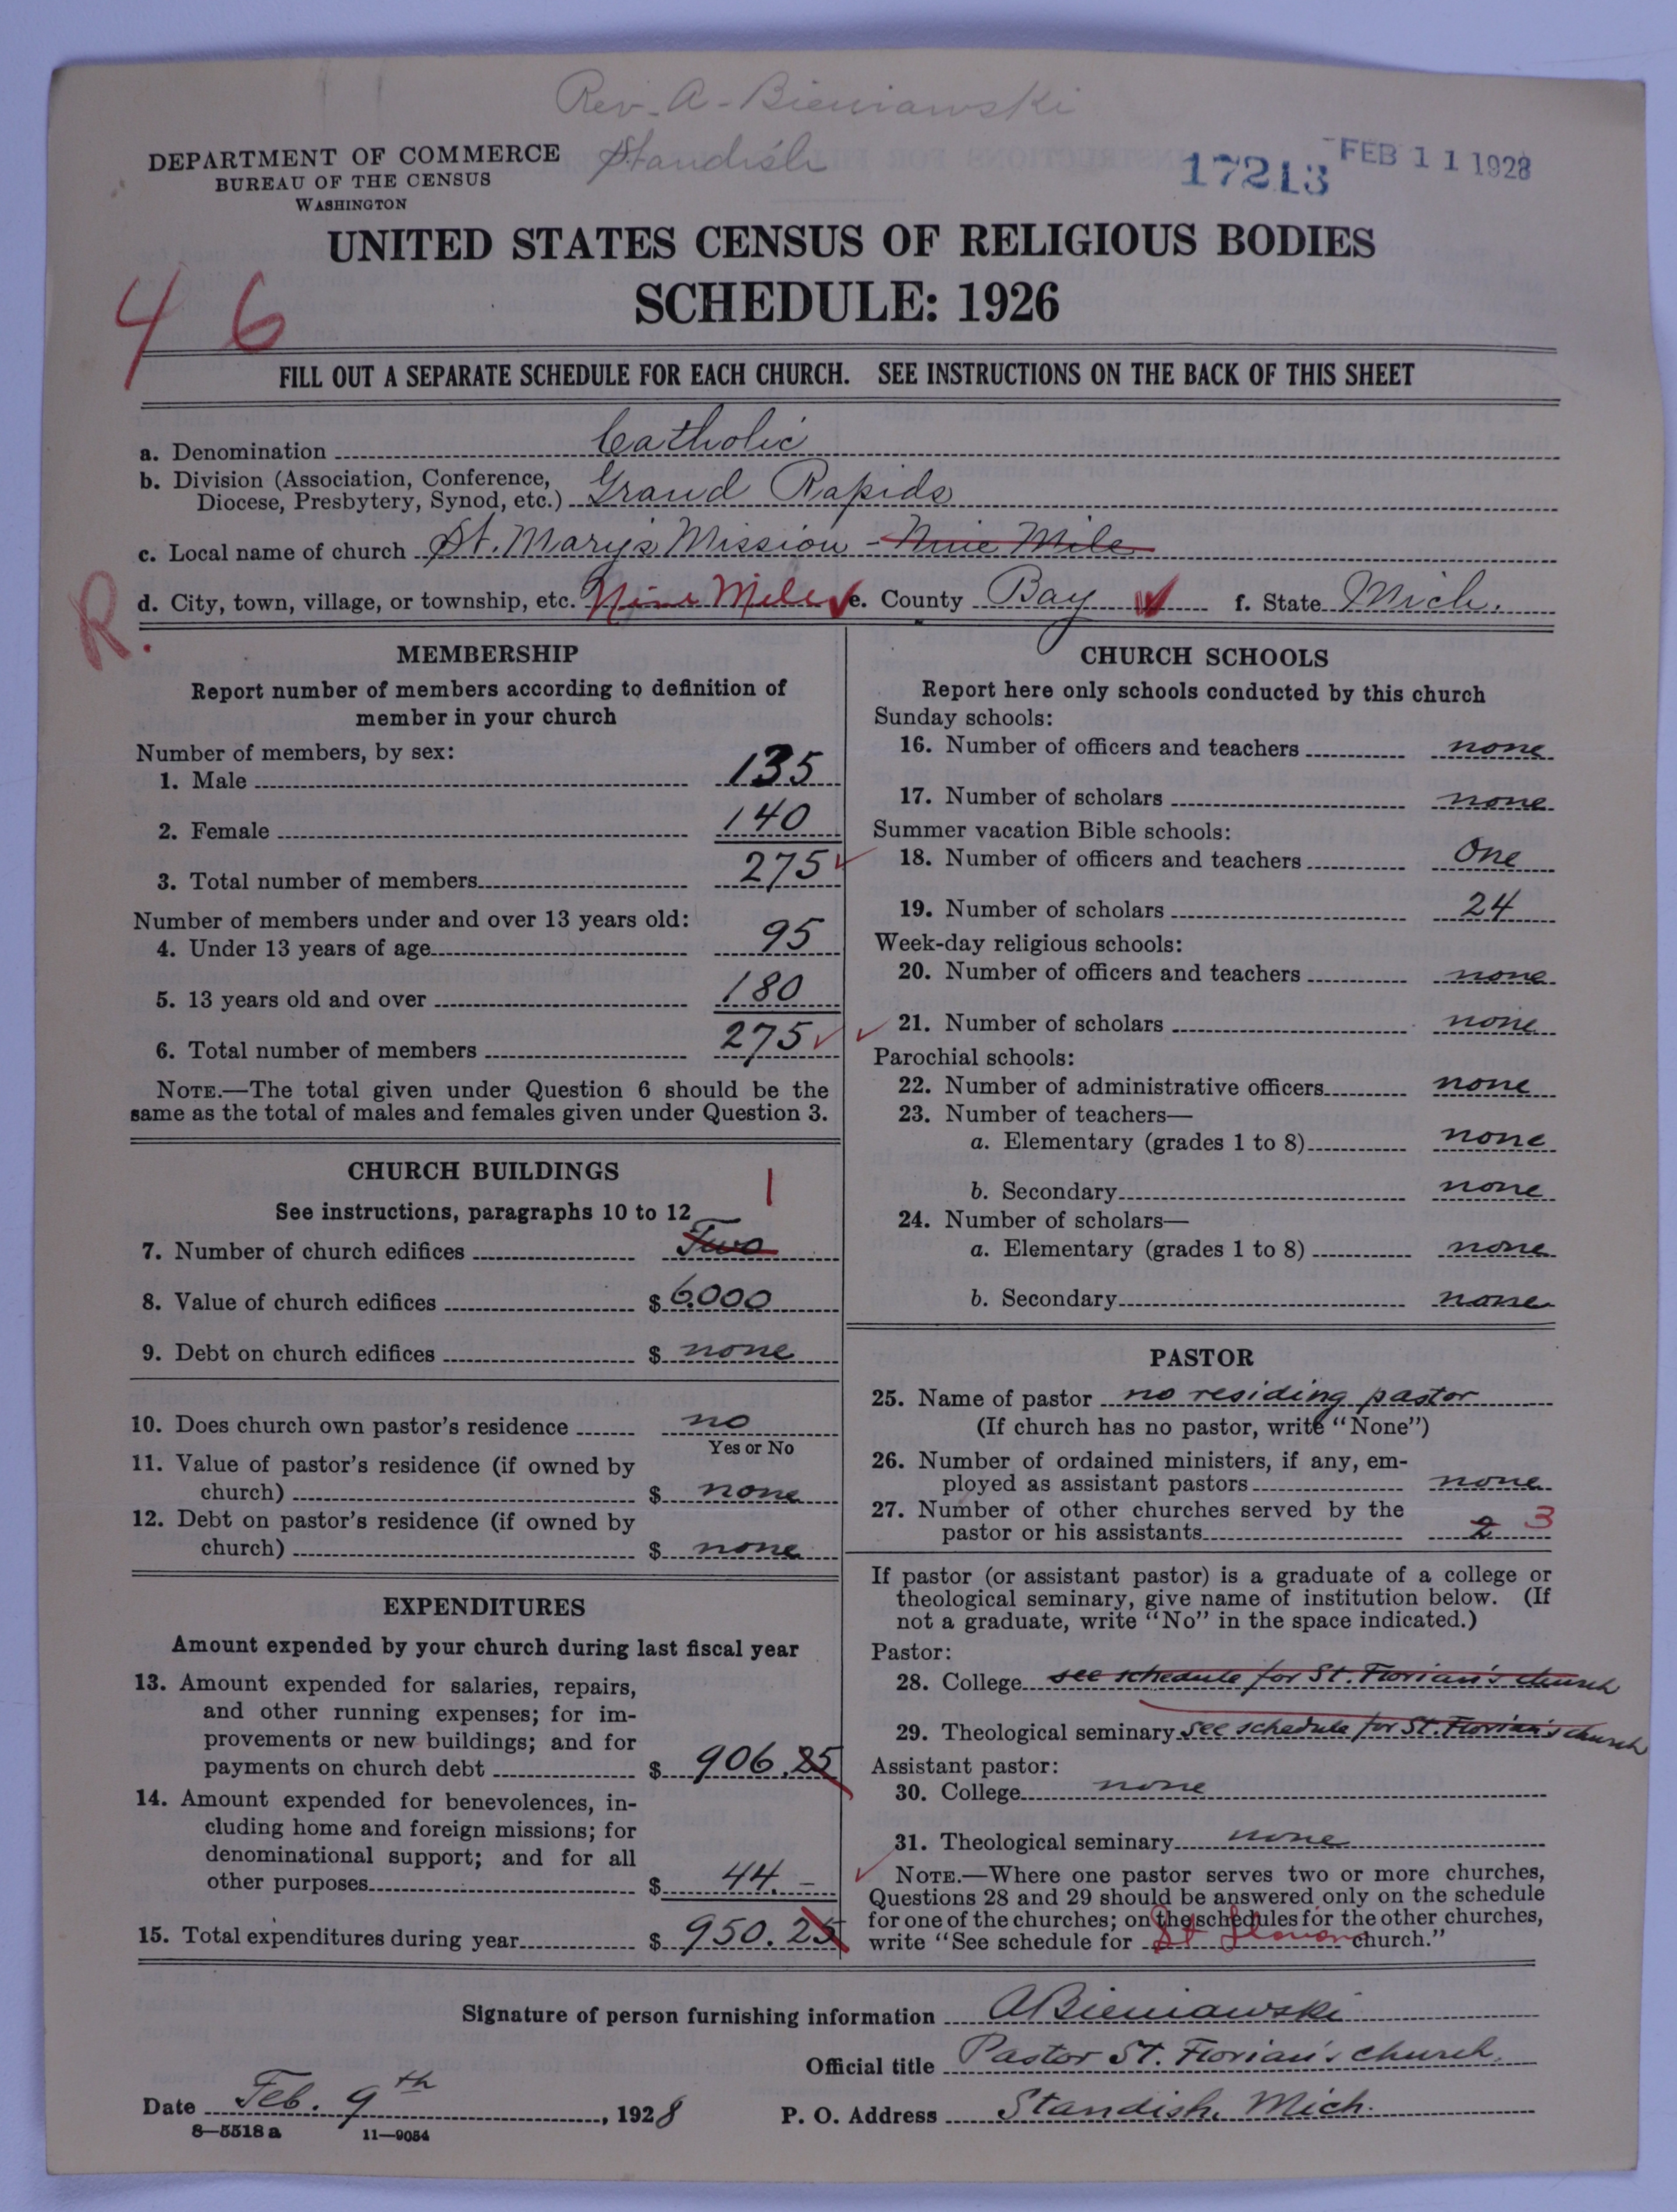 Rev. A. Bieniawski
Standish
DEPARTMENT OF COMMERCE
BUREAU OF THE CENSUS
WASHINGTON
17213
FEB 11 1928
UNITED STATES CENSUS OF RELIGIOUS BODIES
SCHEDULE: 1926
46
FILL OUT A SEPARATE SCHEDULE FOR EACH CHURCH. SEE INSTRUCTIONS ON THE BACK OF THIS SHEET
a. Denomination Catholic
b. Division (Association, Conference,
Diocese, Presbytery, Synod, etc.) Grand Rapids
c. Local name of church St. Mary's Mission - Nine Mile
d. City, town, village, or township, etc. Nine Mile e. County Bay f. State Mich.
R.
MEMBERSHIP
Report number of members according to definition of
member in your church
Number of members, by sex:
1. Male 135
2. Female 140
3. Total number of members 275
Number of members under and over 13 years old:
4. Under 13 years of age 95
5. 13 years old and over 180
6. Total number of members 275
NOTE.—The total given under Question 6 should be the
same as the total of males and females given under Question 3.
CHURCH BUILDINGS
1
See instructions, paragraphs 10 to 12
7. Number of church edifices Two
8. Value of church edifices $ 6000
9. Debt on church edifices $ none
10. Does church own pastor's residence no
Yes or No
11. Value of pastor's residence (if owned by
church) $ none
12. Debt on pastor's residence (if owned by
church) $ none
EXPENDITURES
Amount expended by your church during last fiscal year
13. Amount expended for salaries, repairs,
and other running expenses; for im-
provements or new buildings; and for
payments on church debt $ 906.25
14. Amount expended for benevolences, in-
cluding home and foreign missions; for
denominational support; and for all
other purposes $ 44.–
15. Total expenditures during year $ 950.25
CHURCH SCHOOLS
Report here only schools conducted by this church
Sunday schools:
16. Number of officers and teachers none
17. Number of scholars none
Summer vacation Bible schools:
18. Number of officers and teachers One
19. Number of scholars 24
Week-day religious schools:
20. Number of officers and teachers none
21. Number of scholars none
Parochial schools:
22. Number of administrative officers none
23. Number of teachers—
a. Elementary (grades 1 to 8) none
b. Secondary none
24. Number of scholars—
a. Elementary (grades 1 to 8) none
b. Secondary none
PASTOR
25. Name of pastor no residing pastor
(If church has no pastor, write "None")
26. Number of ordained ministers, if any, em-
ployed as assistant pastors none
27. Number of other churches served by the
pastor or his assistants 2 3
If pastor (or assistant pastor) is a graduate of a college or
theological seminary, give name of institution below. (If
not a graduate, write "No" in the space indicated.)
Pastor:
28. College see schedule for St. Florian's church
29. Theological seminary see schedule for St. Florian's church
Assistant pastor:
30. College none
31. Theological seminary none
NOTE.—Where one pastor serves two or more churches,
Questions 28 and 29 should be answered only on the schedule
for one of the churches; on the schedules for the other churches,
write "See schedule for St Florians church."
Signature of person furnishing information A Bieniawski
Official title Pastor St. Florian's church.
Date Feb. 9th, 1928 P. O. Address Standish, Mich.
8—5518 a 11—9054